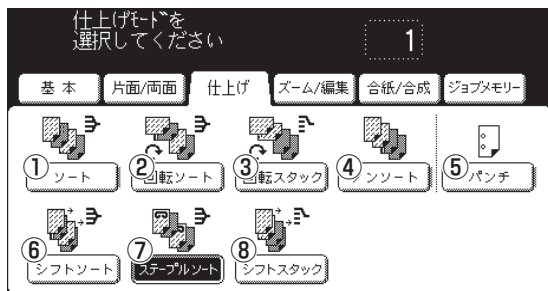 仕上げﾓｰﾄﾞを
選択してください
1
基 本 片面/両面 仕上げ ズーム/編集 合紙/合成 ジョブメモリー
① ソート ② 回転ソート ③ 回転スタック ④ ノンソート ⑤ パンチ
⑥ シフトソート ⑦ ステープルソート ⑧ シフトスタック